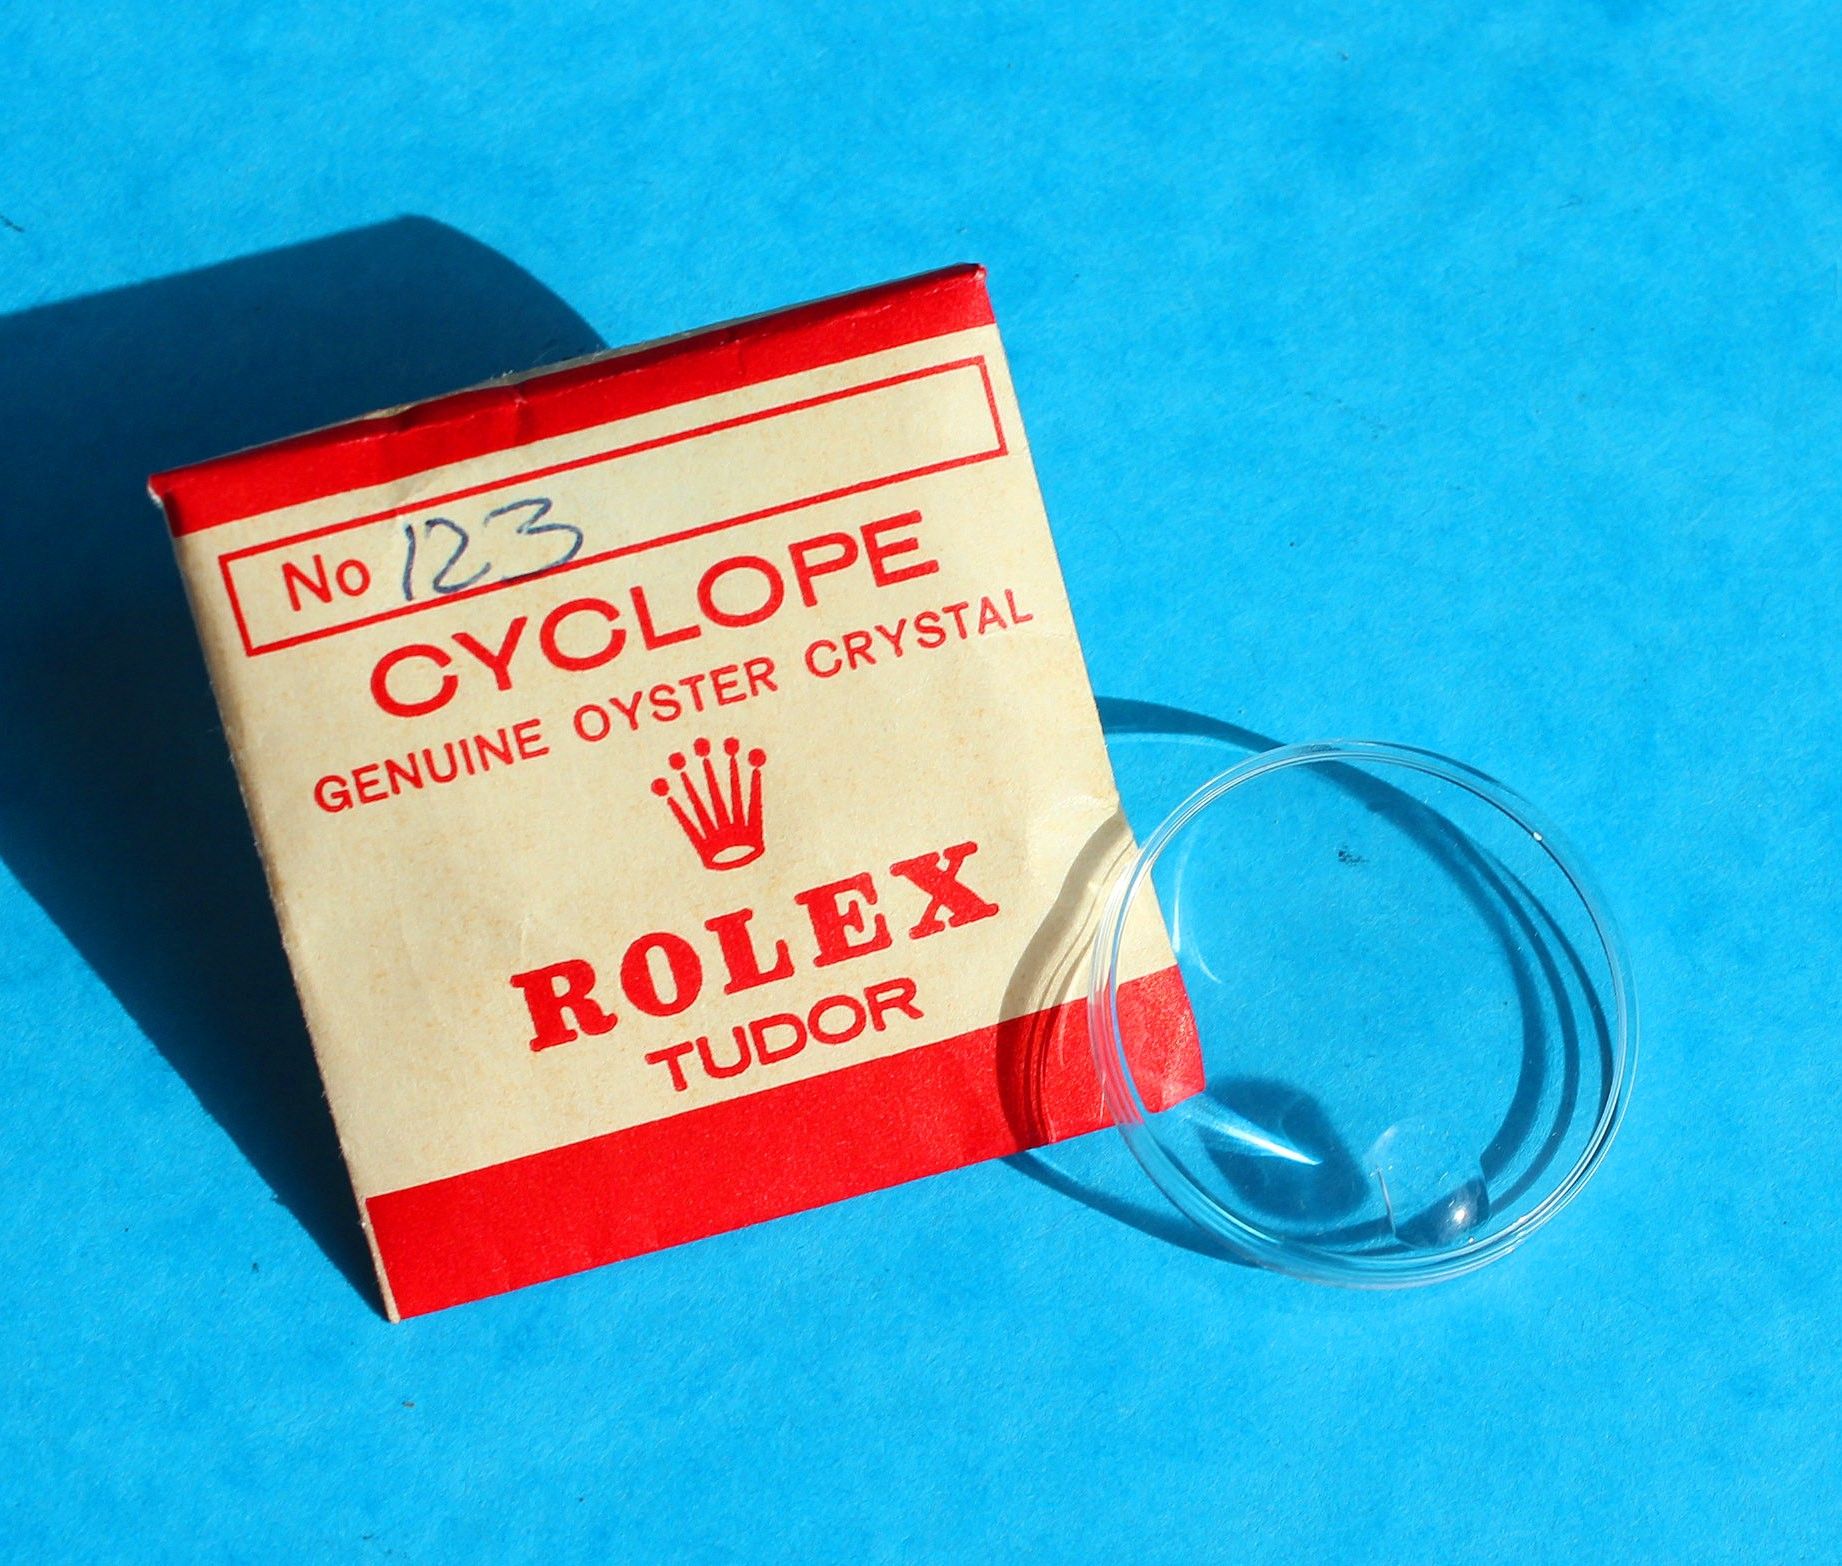 No 123
CYCLOPE
GENUINE OYSTER CRYSTAL
ROLEX
TUDOR